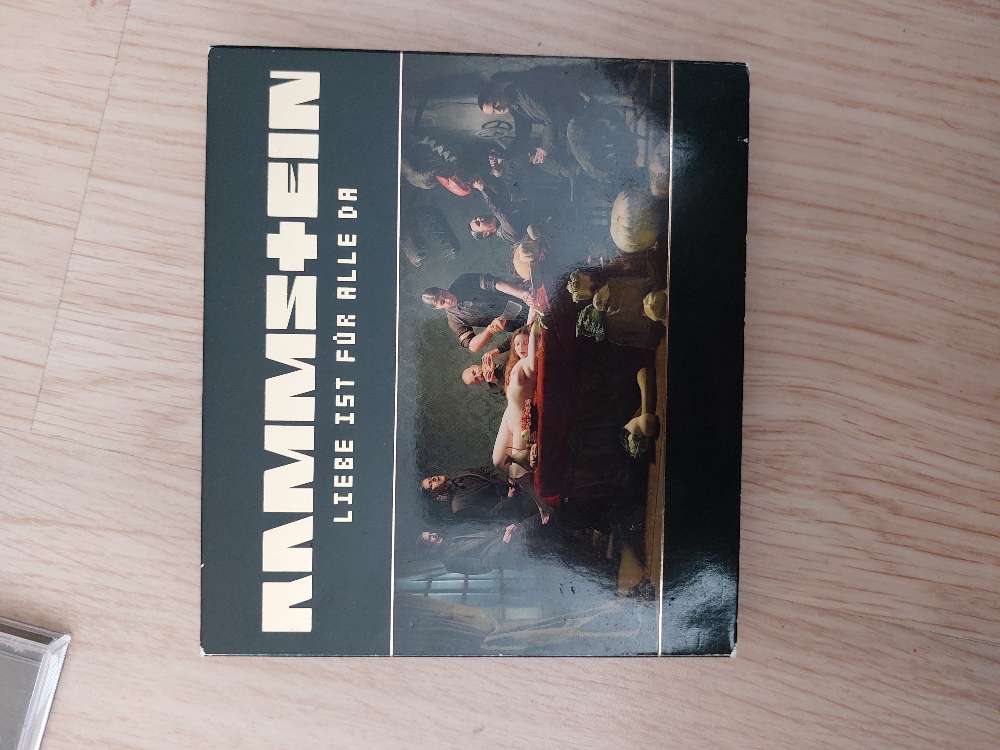 RAMMSTEIN
LIEBE IST FÜR ALLE DA